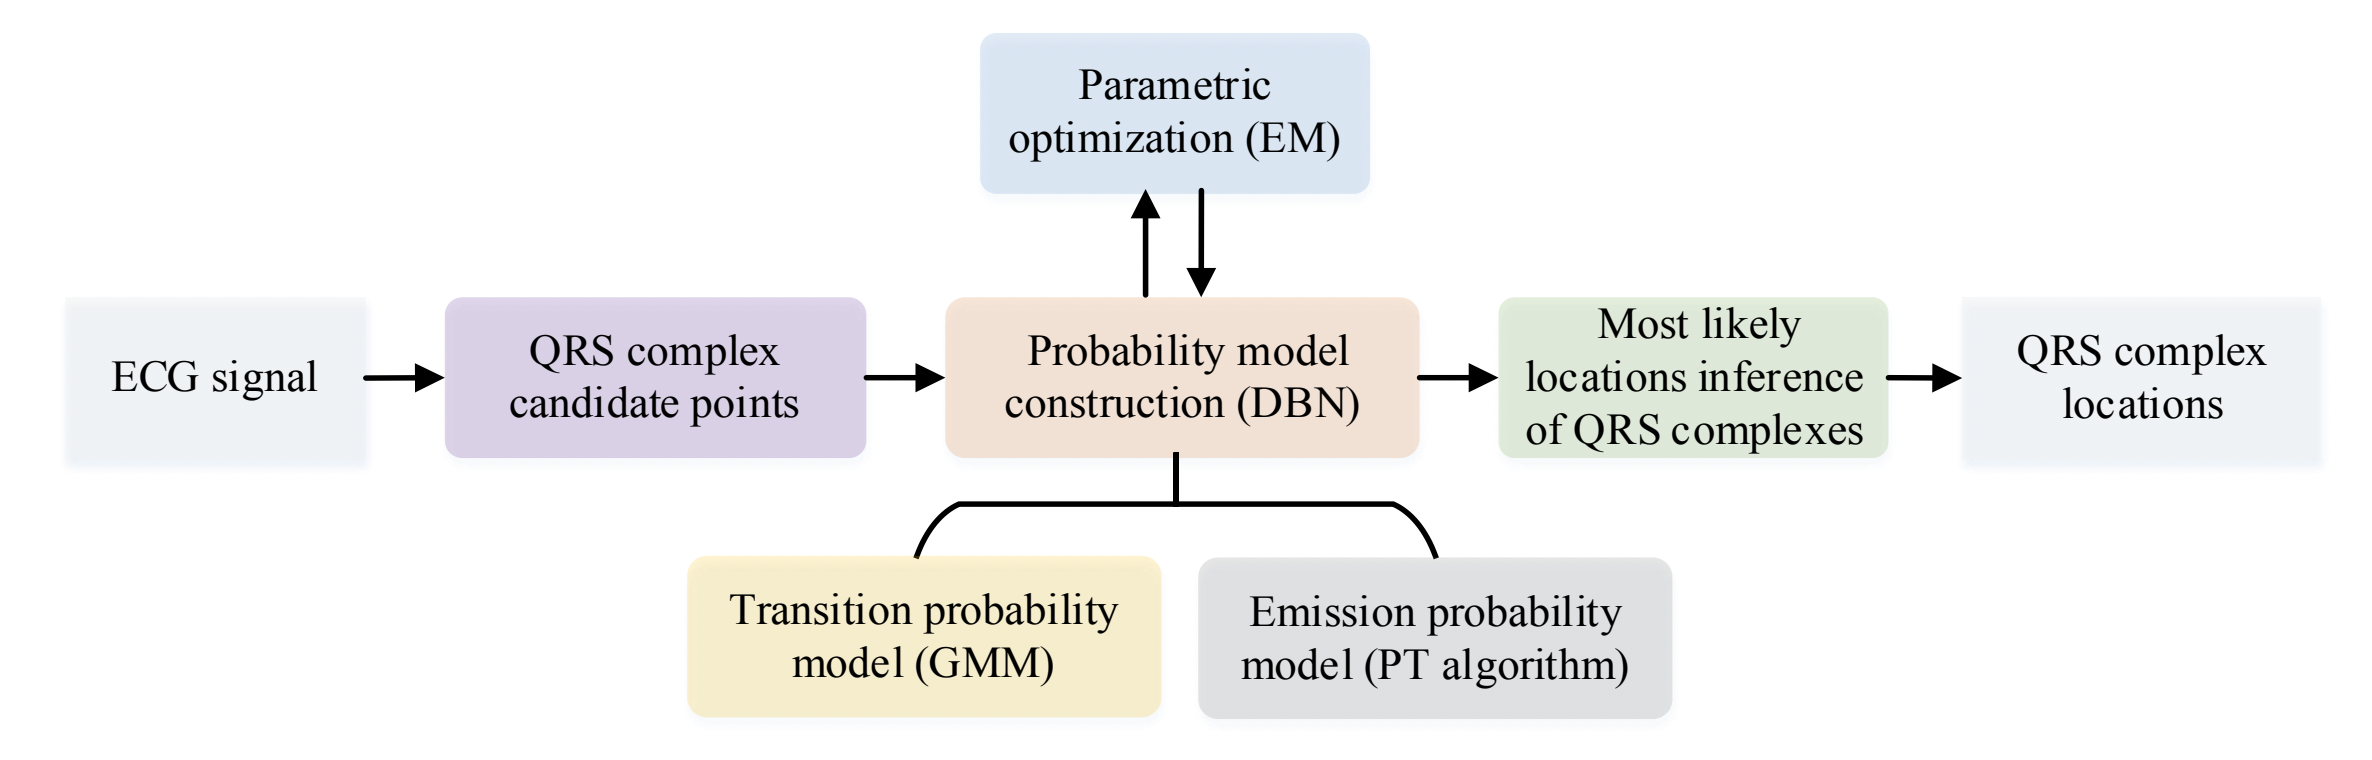 Parametric
optimization (EM)
ECG signal
QRS complex
candidate points
Probability model
construction (DBN)
Most likely
locations inference
of QRS complexes
QRS complex
locations
Transition probability
model (GMM)
Emission probability
model (PT algorithm)